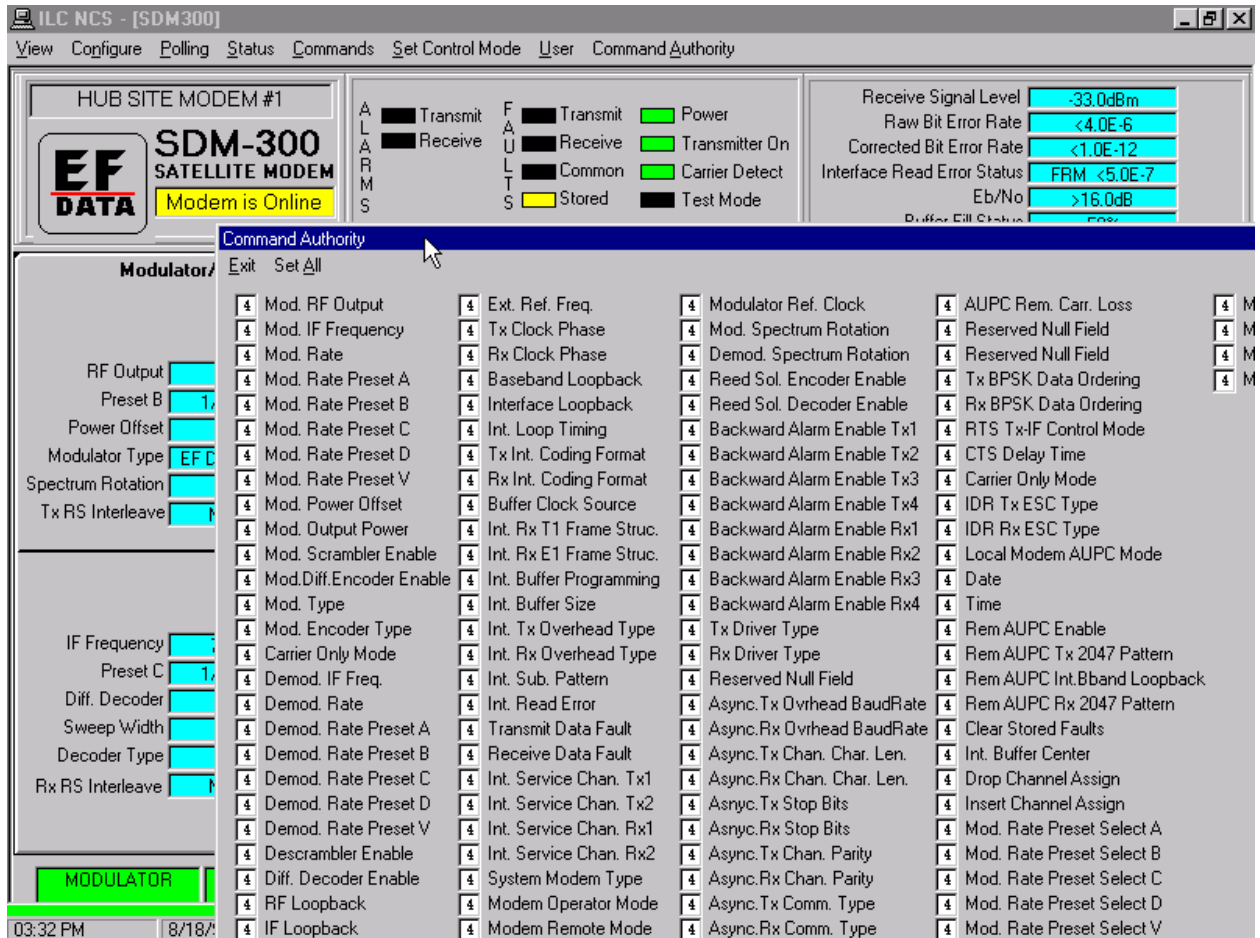 ILC NCS - [SDM300]
View Configure Polling Status Commands Set Control Mode User Command Authority
HUB SITE MODEM #1
EF DATA
SDM-300
SATELLITE MODEM
Modem is Online
ALARMS
Transmit
Receive
FAULTS
Transmit
Receive
Common
Stored
Power
Transmitter On
Carrier Detect
Test Mode
Receive Signal Level -33.0dBm
Raw Bit Error Rate <4.0E-6
Corrected Bit Error Rate <1.0E-12
Interface Read Error Status FRM <5.0E-7
Eb/No >16.0dB
Buffer Fill Status
Modulator/
RF Output
Preset B 1/
Power Offset
Modulator Type EF D
Spectrum Rotation
Tx RS Interleave N
IF Frequency
Preset C 1/
Diff. Decoder
Sweep Width
Decoder Type
Rx RS Interleave N
MODULATOR
03:32 PM 8/18/
Command Authority
Exit Set All
4 Mod. RF Output
4 Mod. IF Frequency
4 Mod. Rate
4 Mod. Rate Preset A
4 Mod. Rate Preset B
4 Mod. Rate Preset C
4 Mod. Rate Preset D
4 Mod. Rate Preset V
4 Mod. Power Offset
4 Mod. Output Power
4 Mod. Scrambler Enable
4 Mod.Diff.Encoder Enable
4 Mod. Type
4 Mod. Encoder Type
4 Carrier Only Mode
4 Demod. IF Freq.
4 Demod. Rate
4 Demod. Rate Preset A
4 Demod. Rate Preset B
4 Demod. Rate Preset C
4 Demod. Rate Preset D
4 Demod. Rate Preset V
4 Descrambler Enable
4 Diff. Decoder Enable
4 RF Loopback
4 IF Loopback
4 Ext. Ref. Freq.
4 Tx Clock Phase
4 Rx Clock Phase
4 Baseband Loopback
4 Interface Loopback
4 Int. Loop Timing
4 Tx Int. Coding Format
4 Rx Int. Coding Format
4 Buffer Clock Source
4 Int. Rx T1 Frame Struc.
4 Int. Rx E1 Frame Struc.
4 Int. Buffer Programming
4 Int. Buffer Size
4 Int. Tx Overhead Type
4 Int. Rx Overhead Type
4 Int. Sub. Pattern
4 Int. Read Error
4 Transmit Data Fault
4 Receive Data Fault
4 Int. Service Chan. Tx1
4 Int. Service Chan. Tx2
4 Int. Service Chan. Rx1
4 Int. Service Chan. Rx2
4 System Modem Type
4 Modem Operator Mode
4 Modem Remote Mode
4 Modulator Ref. Clock
4 Mod. Spectrum Rotation
4 Demod. Spectrum Rotation
4 Reed Sol. Encoder Enable
4 Reed Sol. Decoder Enable
4 Backward Alarm Enable Tx1
4 Backward Alarm Enable Tx2
4 Backward Alarm Enable Tx3
4 Backward Alarm Enable Tx4
4 Backward Alarm Enable Rx1
4 Backward Alarm Enable Rx2
4 Backward Alarm Enable Rx3
4 Backward Alarm Enable Rx4
4 Tx Driver Type
4 Rx Driver Type
4 Reserved Null Field
4 Async.Tx Ovrhead BaudRate
4 Async.Rx Ovrhead BaudRate
4 Async.Tx Chan. Char. Len.
4 Async.Rx Chan. Char. Len.
4 Asnyc.Tx Stop Bits
4 Asnyc.Rx Stop Bits
4 Async.Tx Chan. Parity
4 Async.Rx Chan. Parity
4 Async.Tx Comm. Type
4 Async.Rx Comm. Type
4 AUPC Rem. Carr. Loss
4 Reserved Null Field
4 Reserved Null Field
4 Tx BPSK Data Ordering
4 Rx BPSK Data Ordering
4 RTS Tx-IF Control Mode
4 CTS Delay Time
4 Carrier Only Mode
4 IDR Tx ESC Type
4 IDR Rx ESC Type
4 Local Modem AUPC Mode
4 Date
4 Time
4 Rem AUPC Enable
4 Rem AUPC Tx 2047 Pattern
4 Rem AUPC Int.Bband Loopback
4 Rem AUPC Rx 2047 Pattern
4 Clear Stored Faults
4 Int. Buffer Center
4 Drop Channel Assign
4 Insert Channel Assign
4 Mod. Rate Preset Select A
4 Mod. Rate Preset Select B
4 Mod. Rate Preset Select C
4 Mod. Rate Preset Select D
4 Mod. Rate Preset Select V
4 M
4 M
4 M
4 M